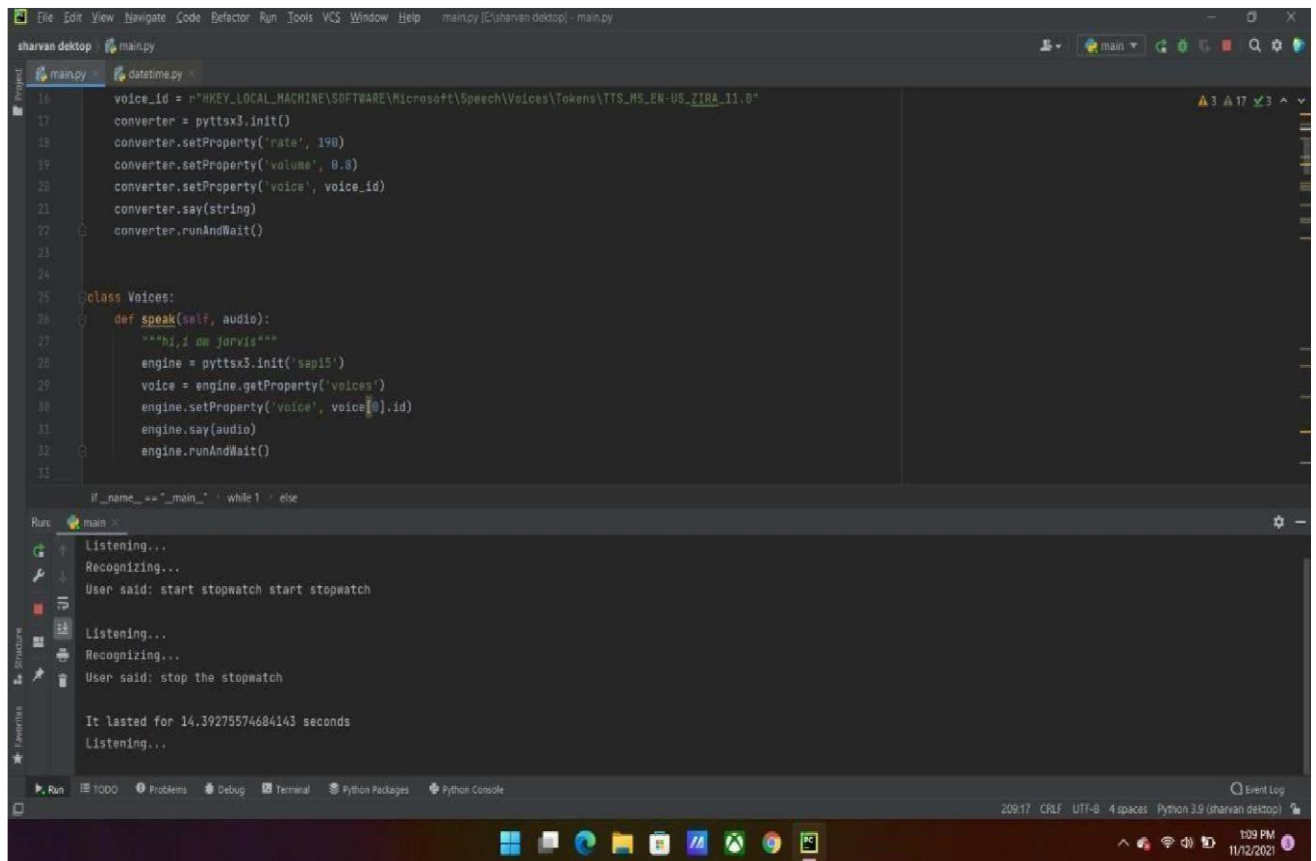 File Edit View Navigate Code Refactor Run Tools VCS Window Help main.py [E:\sharvan dektop] - main.py
sharvan dektop main.py
main
Project
main.py datetime.py
16 voice_id = r"HKEY_LOCAL_MACHINE\SOFTWARE\Microsoft\Speech\Voices\Tokens\TTS_MS_EN-US_ZIRA_11.0"
3 17 3
17 converter = pyttsx3.init()
18 converter.setProperty('rate', 190)
19 converter.setProperty('volume', 0.8)
20 converter.setProperty('voice', voice_id)
21 converter.say(string)
22 converter.runAndWait()
23
24
25 class Voices:
26 def speak(self, audio):
27 """hi,i am jarvis"""
28 engine = pyttsx3.init('sapi5')
29 voice = engine.getProperty('voices')
30 engine.setProperty('voice', voice[0].id)
31 engine.say(audio)
32 engine.runAndWait()
33
if __name__ == "__main__" while 1 else
Run: main
Listening...
Recognizing...
User said: start stopwatch start stopwatch
Listening...
Recognizing...
User said: stop the stopwatch
It lasted for 14.39275574684143 seconds
Listening...
Structure
Favorites
Run TODO Problems Debug Terminal Python Packages Python Console Event Log
209:17 CRLF UTF-8 4 spaces Python 3.9 (sharvan dektop)
1:09 PM
11/12/2021
3